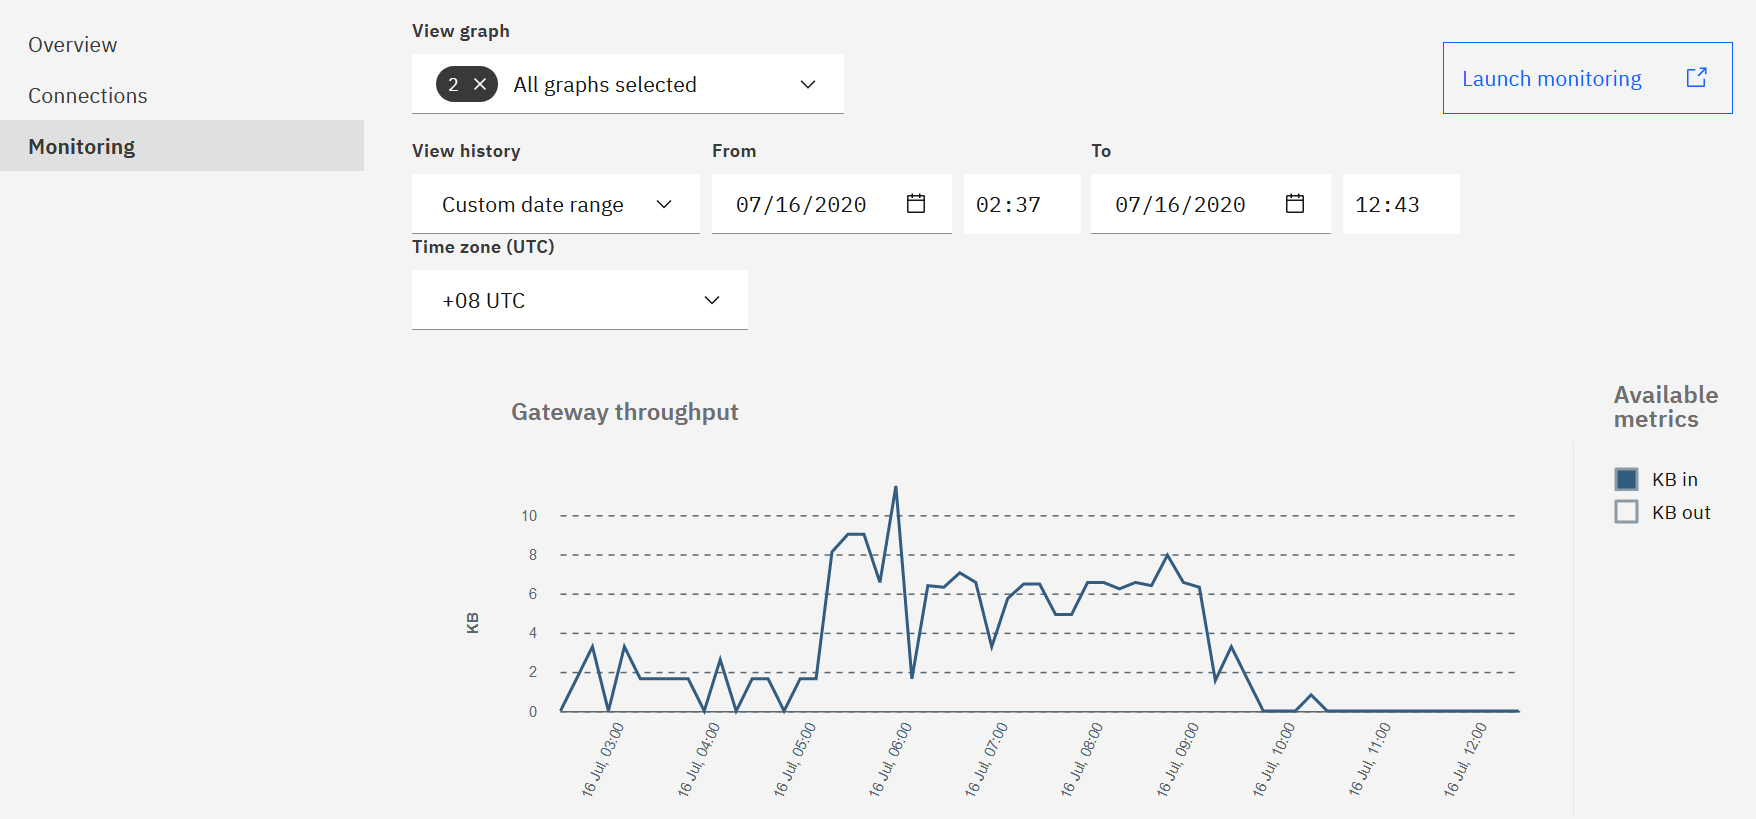 Overview
Connections
Monitoring
View graph
2 All graphs selected
Launch monitoring
View history From To
Custom date range 07/16/2020 02:37 07/16/2020 12:43
Time zone (UTC)
+08 UTC
Gateway throughput
Available
metrics
KB in
KB out
KB
10
8
6
4
2
0
16 Jul, 03:00
16 Jul, 04:00
16 Jul, 05:00
16 Jul, 06:00
16 Jul, 07:00
16 Jul, 08:00
16 Jul, 09:00
16 Jul, 10:00
16 Jul, 11:00
16 Jul, 12:00